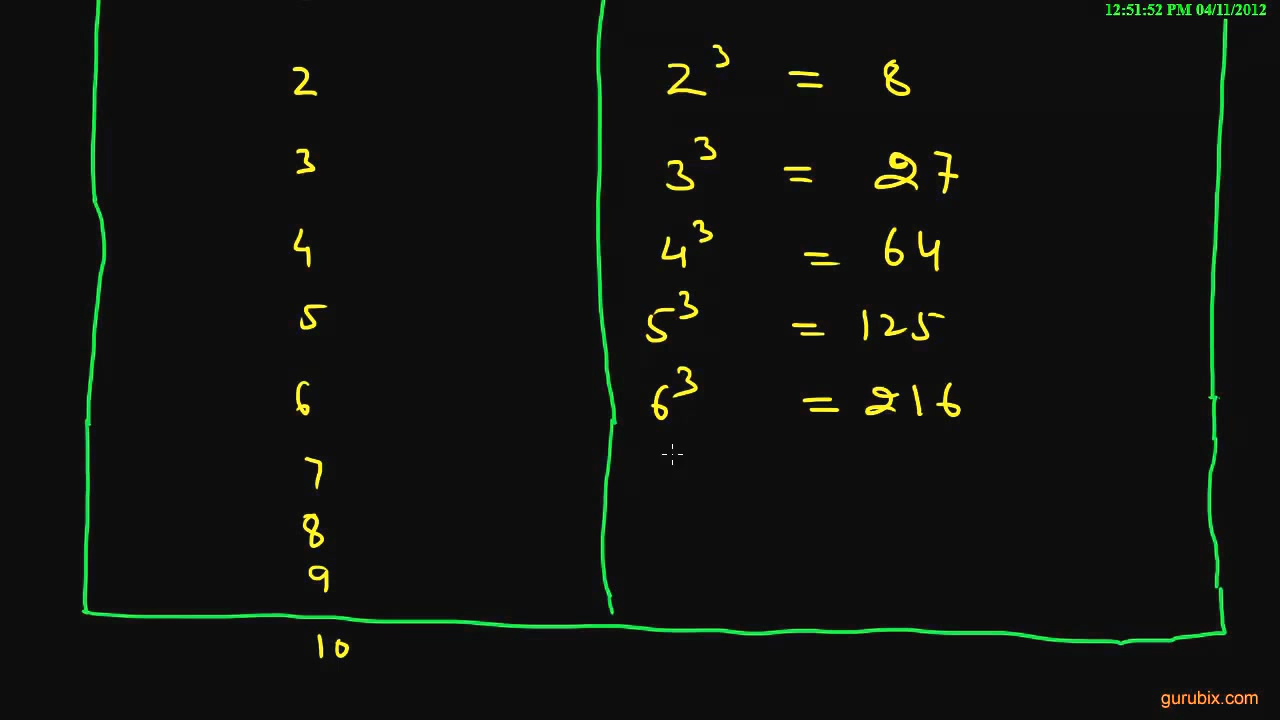 12:51:52 PM 04/11/2012
2 2³ = 8
3 3³ = 27
4 4³ = 64
5 5³ = 125
6 6³ = 216
7
8
9
10
gurubix.com